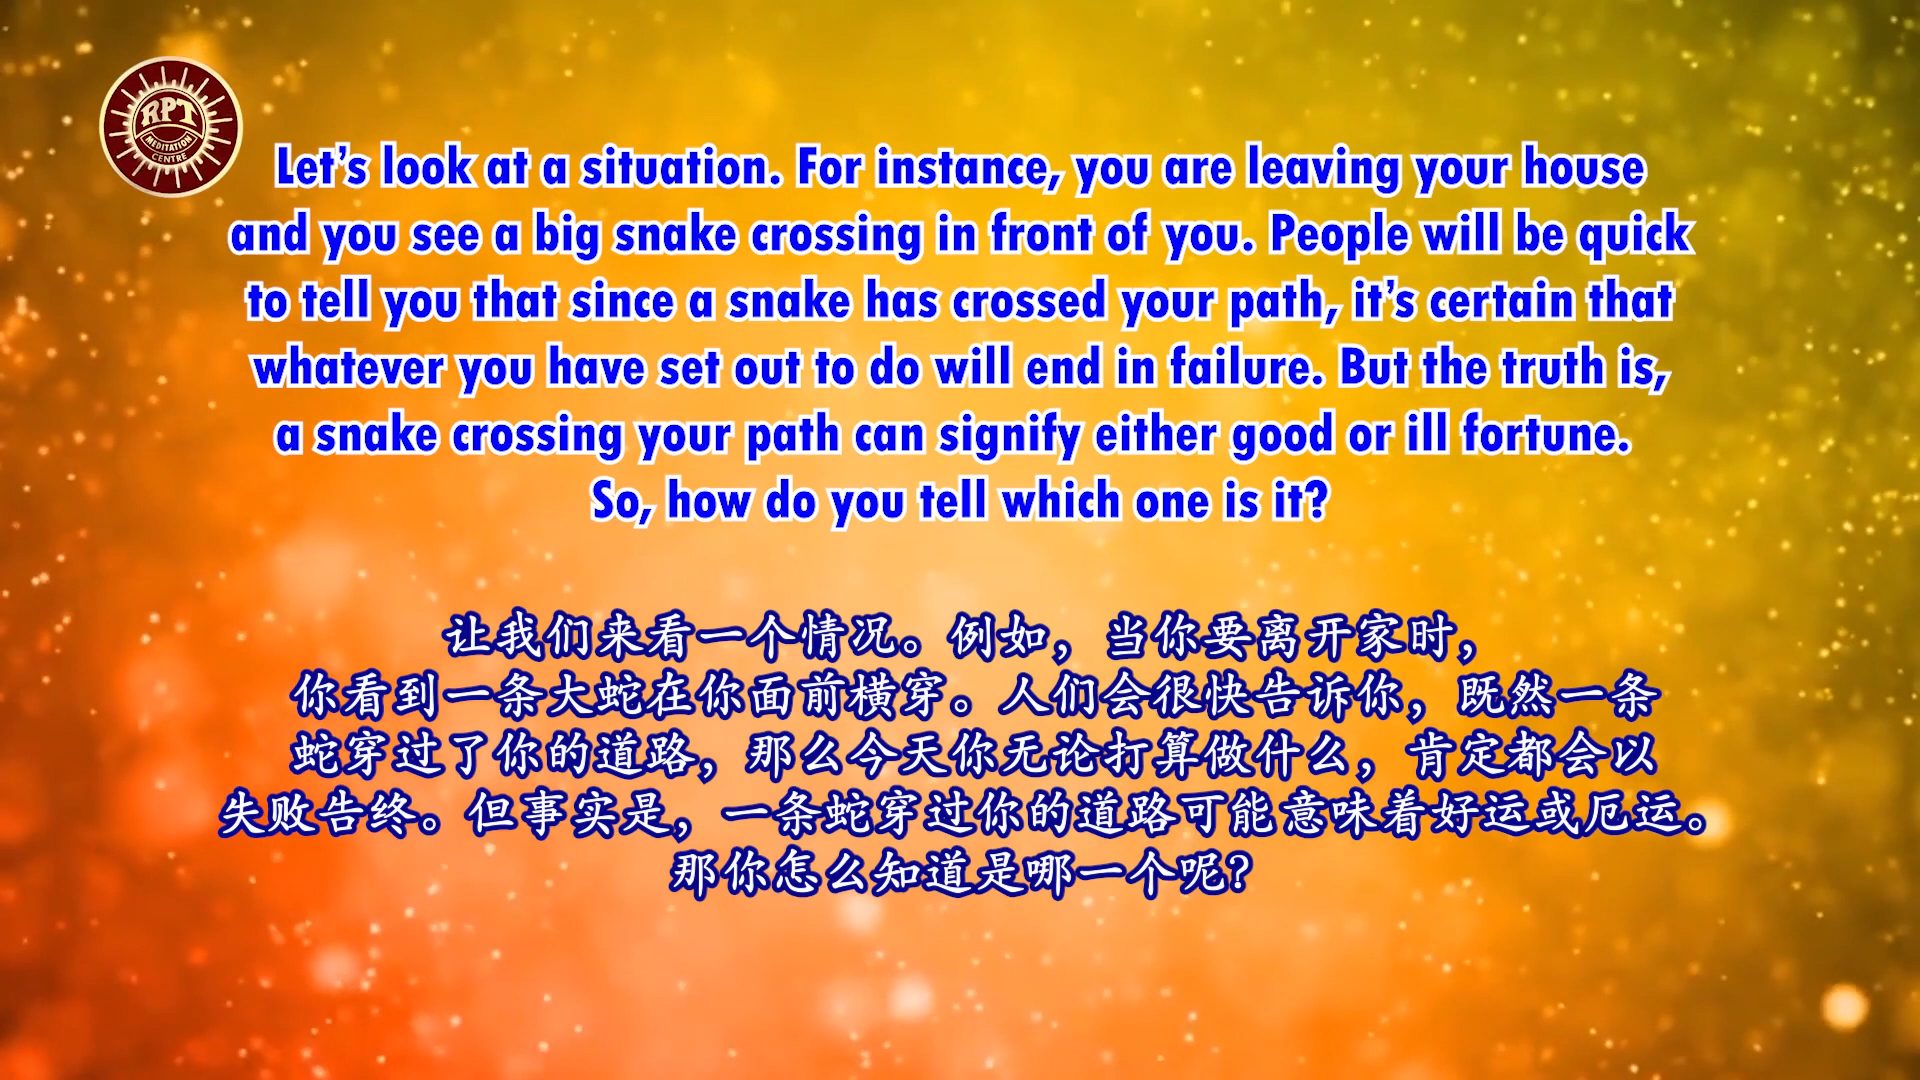 RPT
MEDITATION
CENTRE
Let’s look at a situation. For instance, you are leaving your house
and you see a big snake crossing in front of you. People will be quick
to tell you that since a snake has crossed your path, it’s certain that
whatever you have set out to do will end in failure. But the truth is,
a snake crossing your path can signify either good or ill fortune.
So, how do you tell which one is it?
让我们来看一个情况。例如，当你要离开家时，
你看到一条大蛇在你面前横穿。人们会很快告诉你，既然一条
蛇穿过了你的道路，那么今天你无论打算做什么，肯定都会以
失败告终。但事实是，一条蛇穿过你的道路可能意味着好运或厄运。
那你怎么知道是哪一个呢？